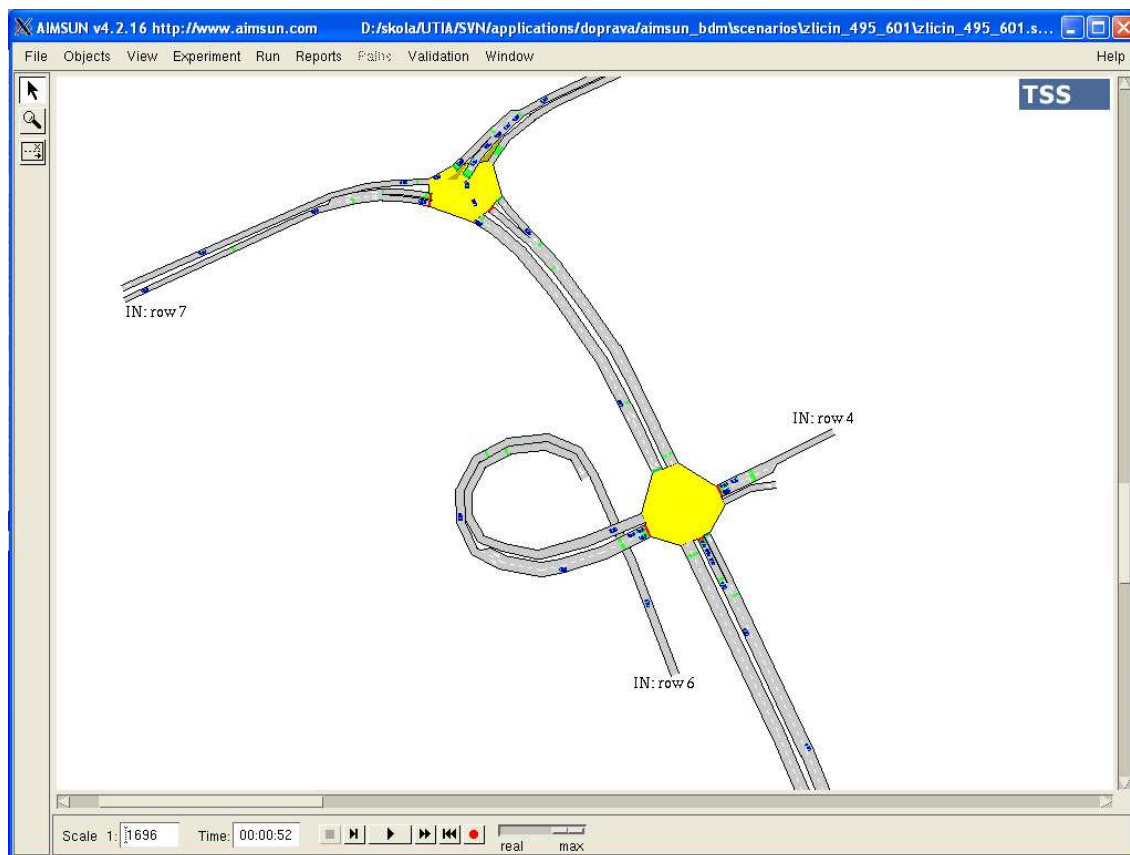 AIMSUN v4.2.16 http://www.aimsun.com D:/skola/UTIA/SVN/applications/doprava/aimsun_bdm\scenarios\zlicin_495_601\zlicin_495_601.s...
File Objects View Experiment Run Reports Paths Validation Window Help
TSS
IN: row 7
IN: row 4
IN: row 6
Scale 1: 1696 Time: 00:00:52
real max